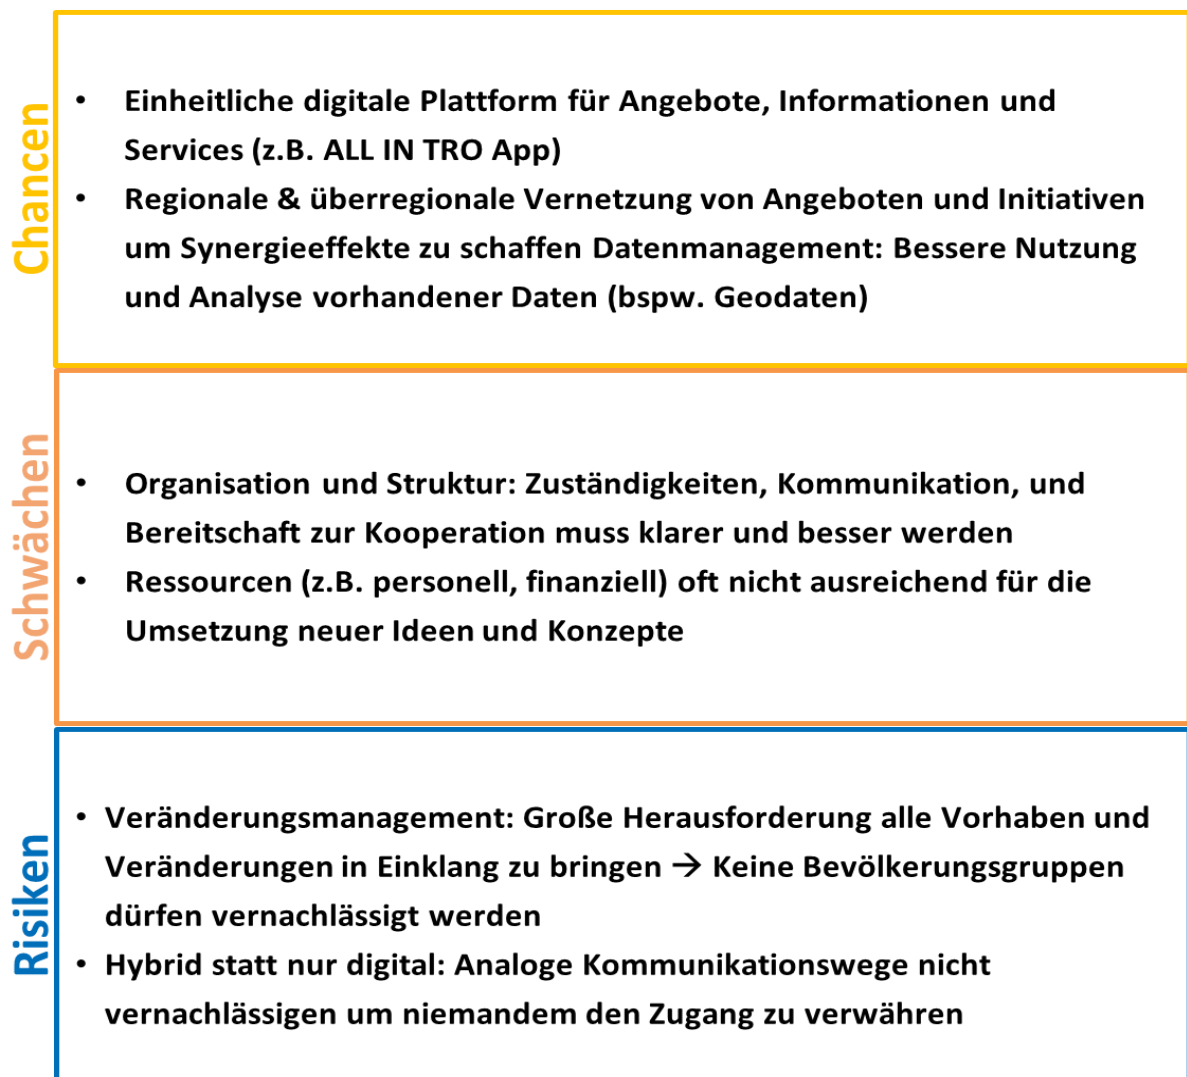 Chancen
• Einheitliche digitale Plattform für Angebote, Informationen und
Services (z.B. ALL IN TRO App)
• Regionale & überregionale Vernetzung von Angeboten und Initiativen
um Synergieeffekte zu schaffen Datenmanagement: Bessere Nutzung
und Analyse vorhandener Daten (bspw. Geodaten)
Schwächen
• Organisation und Struktur: Zuständigkeiten, Kommunikation, und
Bereitschaft zur Kooperation muss klarer und besser werden
• Ressourcen (z.B. personell, finanziell) oft nicht ausreichend für die
Umsetzung neuer Ideen und Konzepte
Risiken
• Veränderungsmanagement: Große Herausforderung alle Vorhaben und
Veränderungen in Einklang zu bringen → Keine Bevölkerungsgruppen
dürfen vernachlässigt werden
• Hybrid statt nur digital: Analoge Kommunikationswege nicht
vernachlässigen um niemandem den Zugang zu verwähren